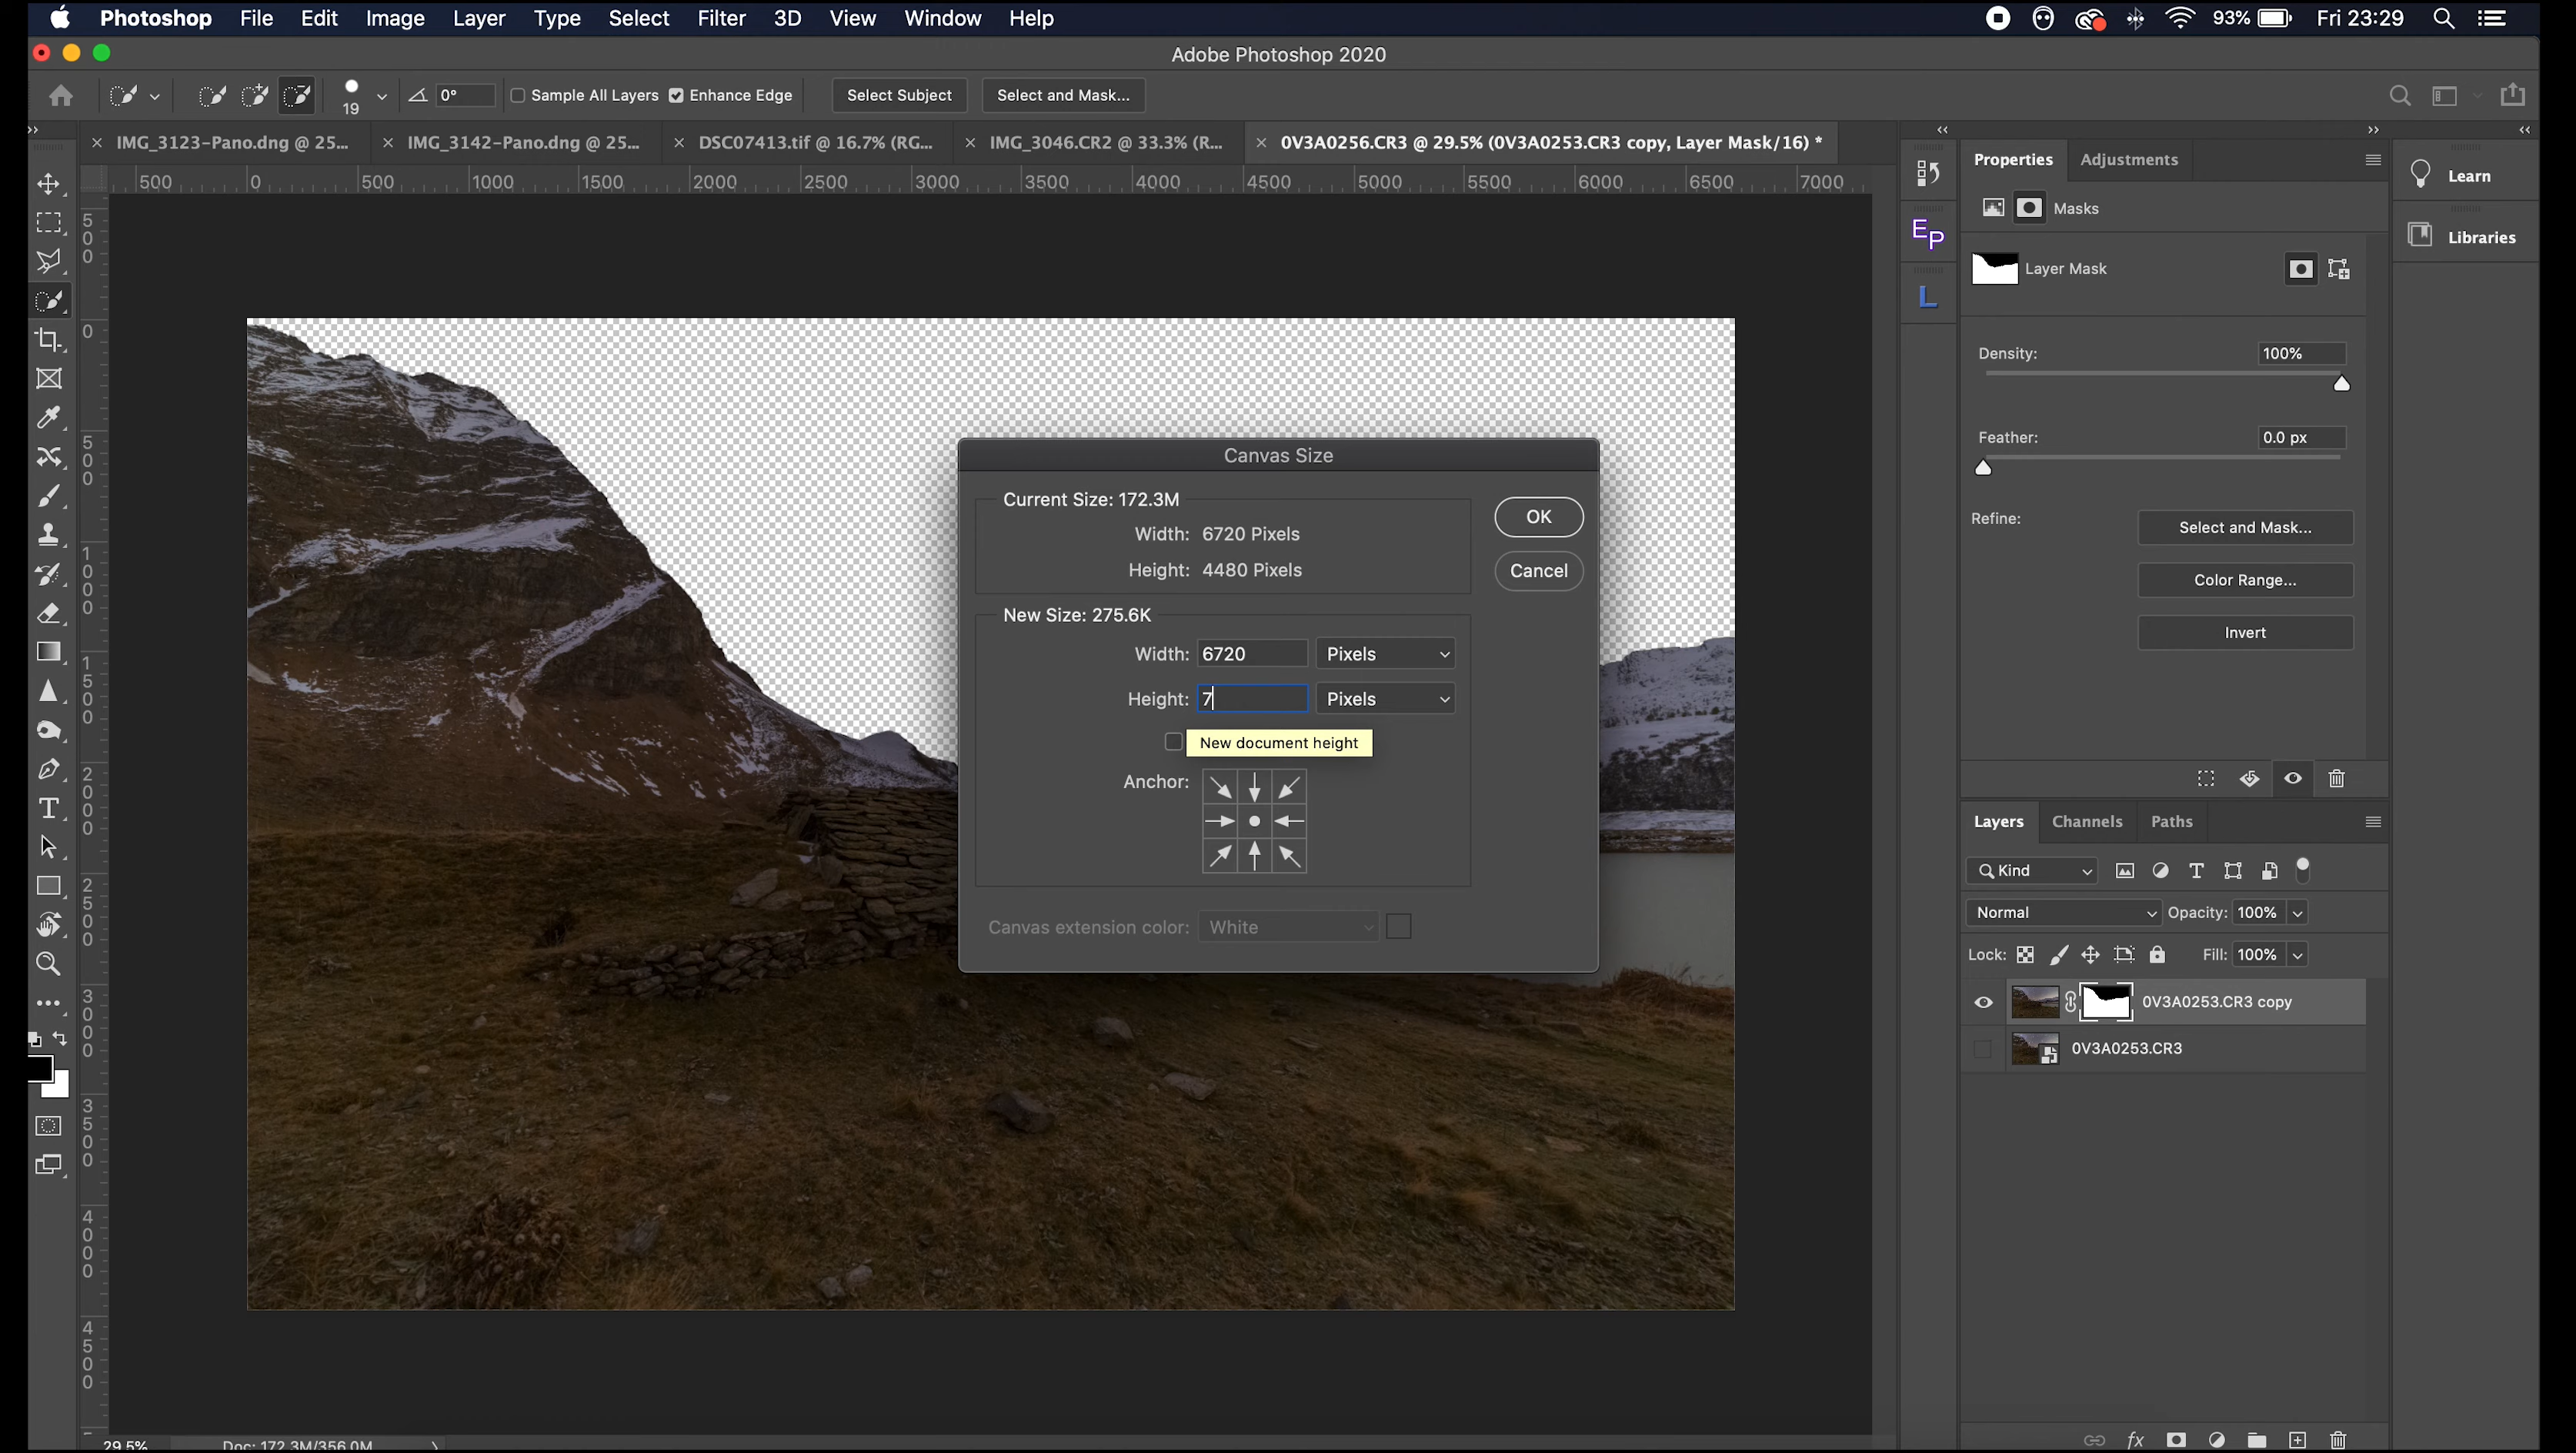 Photoshop File Edit Image Layer Type Select Filter 3D View Window Help 93% Fri 23:29
Adobe Photoshop 2020
19 0° Sample All Layers Enhance Edge Select Subject Select and Mask...
× IMG_3123-Pano.dng @ 25... × IMG_3142-Pano.dng @ 25... × DSC07413.tif @ 16.7% (RG... × IMG_3046.CR2 @ 33.3% (R... × 0V3A0256.CR3 @ 29.5% (0V3A0253.CR3 copy, Layer Mask/16) *
500 0 500 1000 1500 2000 2500 3000 3500 4000 4500 5000 5500 6000 6500 7000
500
0
500
1000
1500
2000
2500
3000
3500
4000
4500
Canvas Size
Current Size: 172.3M
Width: 6720 Pixels
Height: 4480 Pixels
OK
Cancel
New Size: 275.6K
Width: 6720 Pixels
Height: 7 Pixels
New document height
Anchor:
Canvas extension color: White
EP
L
Properties Adjustments
Masks
Layer Mask
Density: 100%
Feather: 0.0 px
Refine: Select and Mask...
Color Range...
Invert
Learn
Libraries
Layers Channels Paths
Kind
Normal Opacity: 100%
Lock: Fill: 100%
0V3A0253.CR3 copy
0V3A0253.CR3
fx
29.5% Doc: 172.3M/356.0M